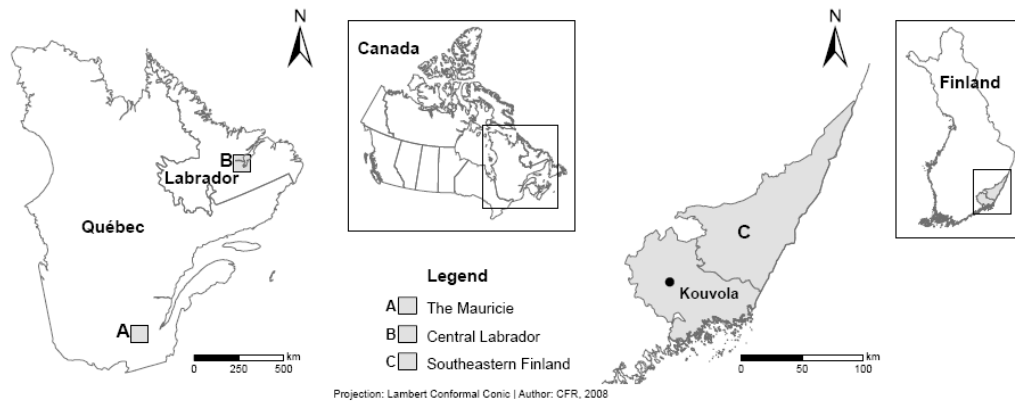 N
Canada
B
Labrador
Québec
A
0 250 500 km
Legend
A The Mauricie
B Central Labrador
C Southeastern Finland
N
Finland
C
Kouvola
0 50 100 km
Projection: Lambert Conformal Conic | Author: CFR, 2008